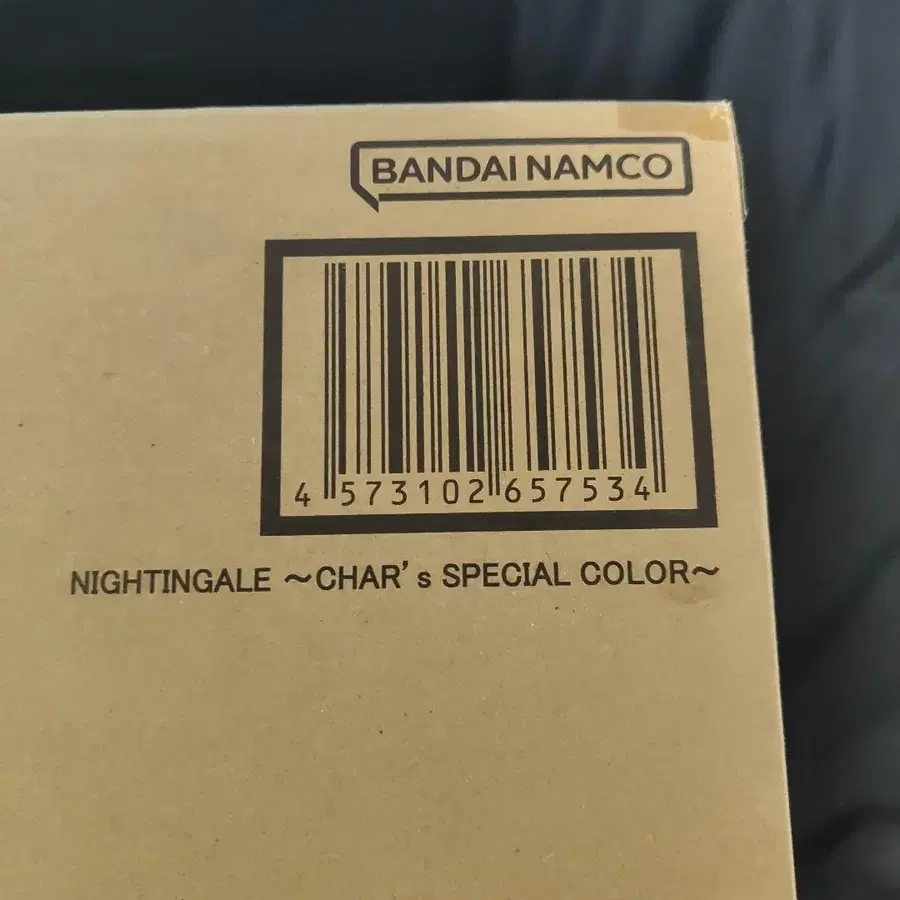 BANDAI NAMCO
4 573102 657534
NIGHTINGALE ～CHAR's SPECIAL COLOR～